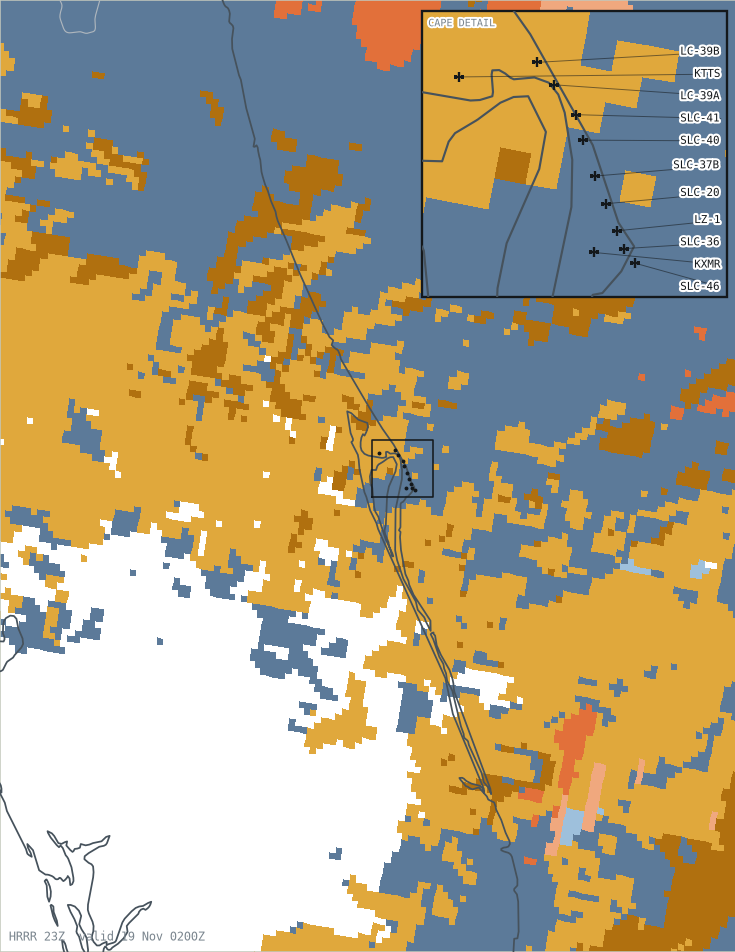 CAPE DETAIL
LC-39B
KTTS
LC-39A
SLC-41
SLC-40
SLC-37B
SLC-20
LZ-1
SLC-36
KXMR
SLC-46
HRRR 23Z  valid 19 Nov 0200Z